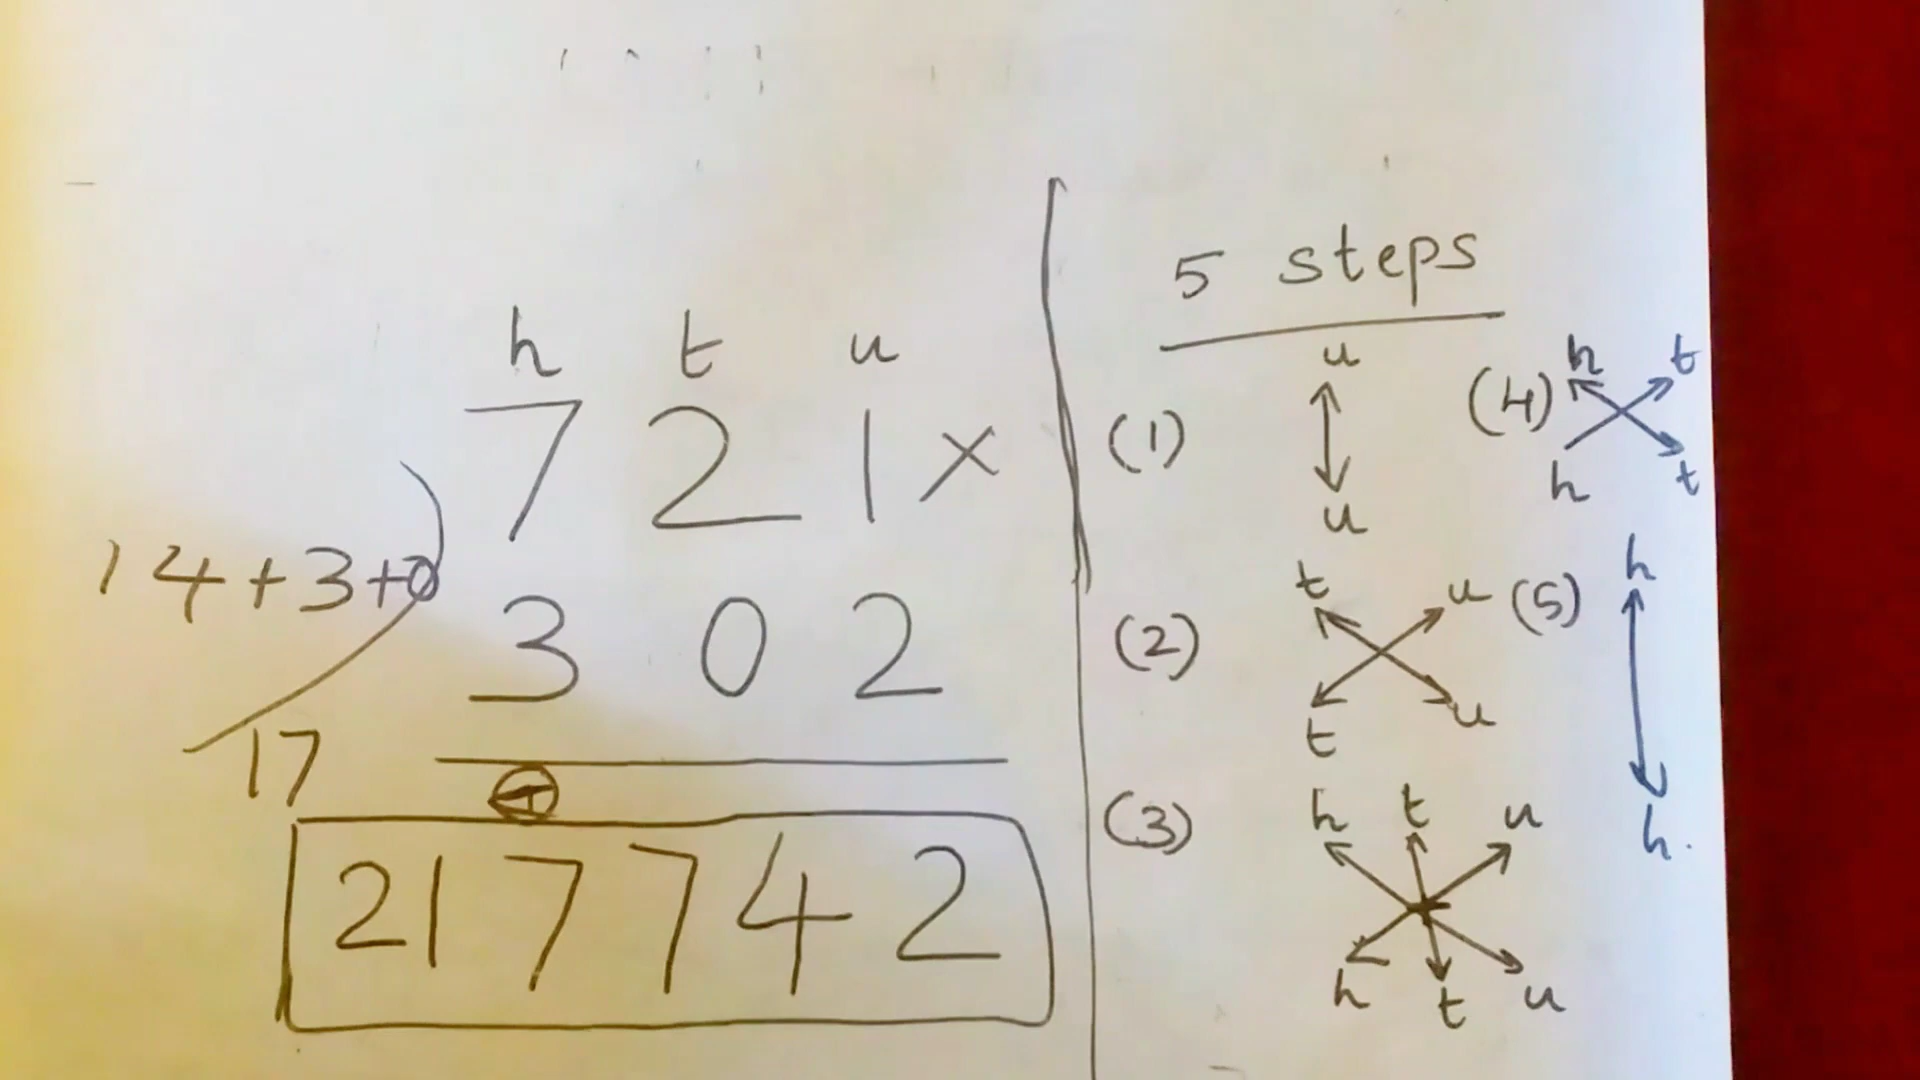 h t u
7 2 1 ×
14+3+0
3 0 2
17
1
217742
5 steps
(1) u u
(2) t u t u
(3) h t u h t u
(4) h t h t
(5) h h.